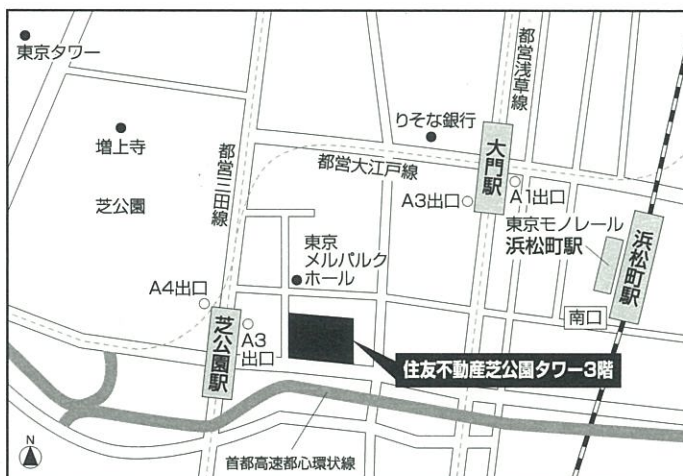 東京タワー
増上寺
芝公園
都営三田線
都営大江戸線
りそな銀行
都営浅草線
大門駅
A1出口
A3出口
東京モノレール
浜松町駅
浜松町駅
南口
東京
メルパルク
ホール
A4出口
芝公園駅
A3
出口
住友不動産芝公園タワー3階
首都高速都心環状線
N